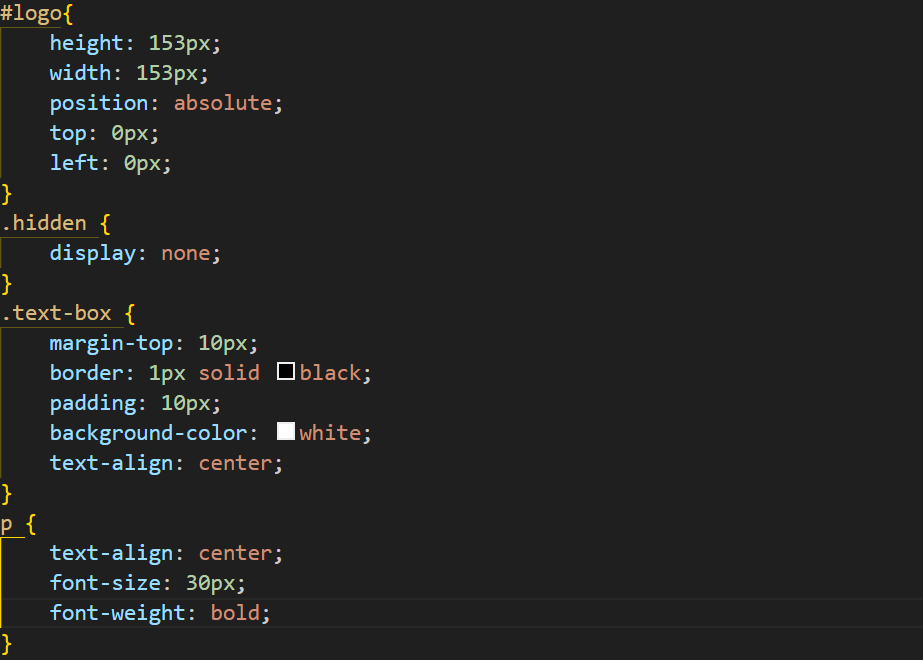 #logo{
    height: 153px;
    width: 153px;
    position: absolute;
    top: 0px;
    left: 0px;
}
.hidden {
    display: none;
}
.text-box {
    margin-top: 10px;
    border: 1px solid black;
    padding: 10px;
    background-color: white;
    text-align: center;
}
p {
    text-align: center;
    font-size: 30px;
    font-weight: bold;
}